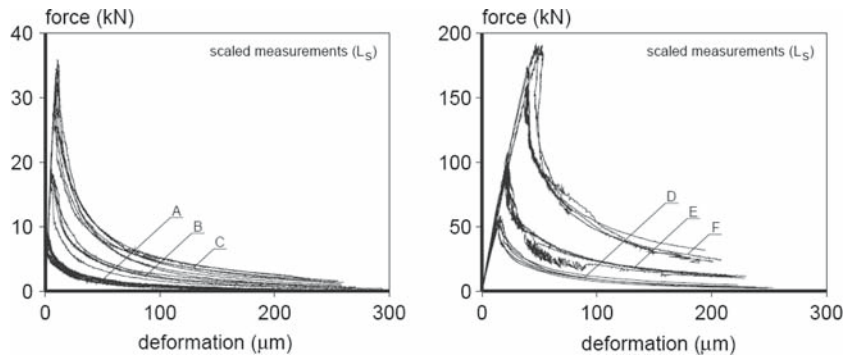 force (kN)
40
30
20
10
0
scaled measurements (Ls)
A
B
C
0
100
200
300
deformation (μm)
force (kN)
200
150
100
50
0
scaled measurements (Ls)
D
E
F
0
100
200
300
deformation (μm)